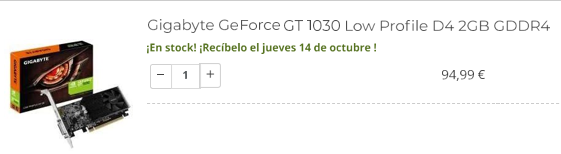 Gigabyte GeForce GT 1030 Low Profile D4 2GB GDDR4
¡En stock! ¡Recíbelo el jueves 14 de octubre !
GIGABYTE
− 1 +
94,99 €